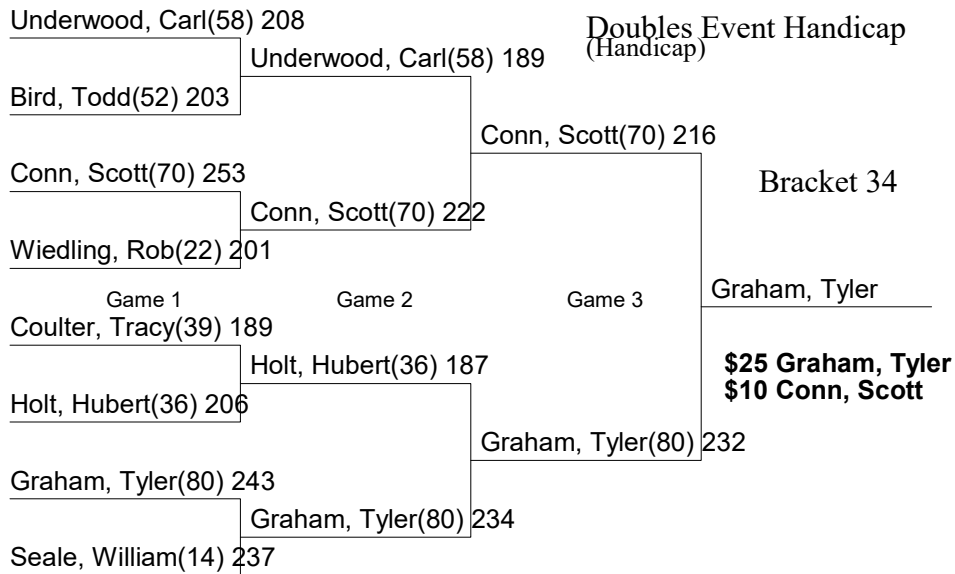 Underwood, Carl(58) 208
Doubles Event Handicap
(Handicap)
Underwood, Carl(58) 189
Bird, Todd(52) 203
Conn, Scott(70) 216
Conn, Scott(70) 253
Bracket 34
Conn, Scott(70) 222
Wiedling, Rob(22) 201
Game 1
Game 2
Game 3
Graham, Tyler
Coulter, Tracy(39) 189
Holt, Hubert(36) 187
$25 Graham, Tyler
$10 Conn, Scott
Holt, Hubert(36) 206
Graham, Tyler(80) 232
Graham, Tyler(80) 243
Graham, Tyler(80) 234
Seale, William(14) 237